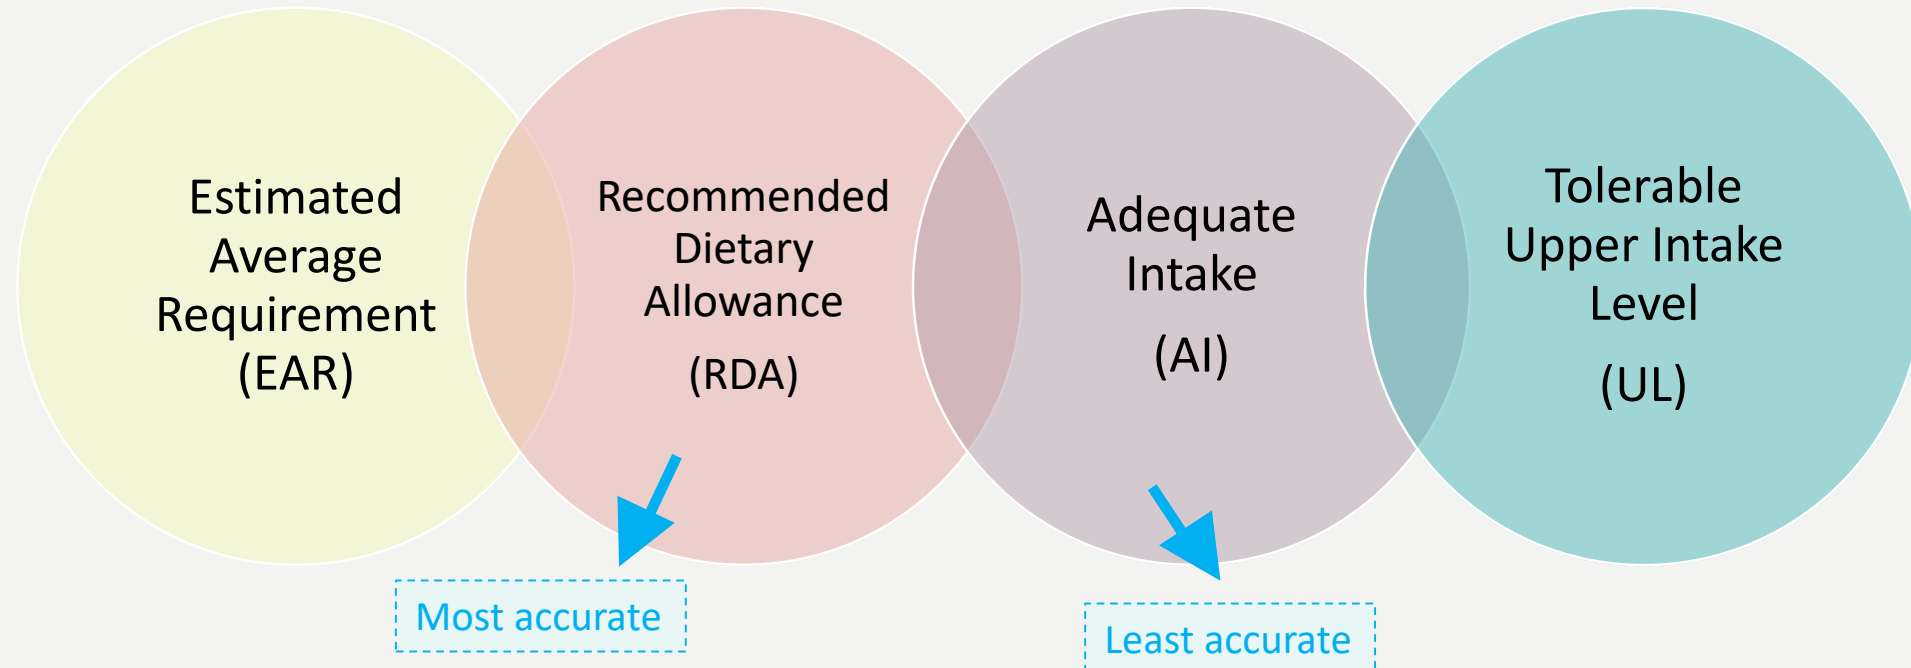 Estimated
Average
Requirement
(EAR)
Recommended
Dietary
Allowance
(RDA)
Adequate
Intake
(AI)
Tolerable
Upper Intake
Level
(UL)
Most accurate
Least accurate